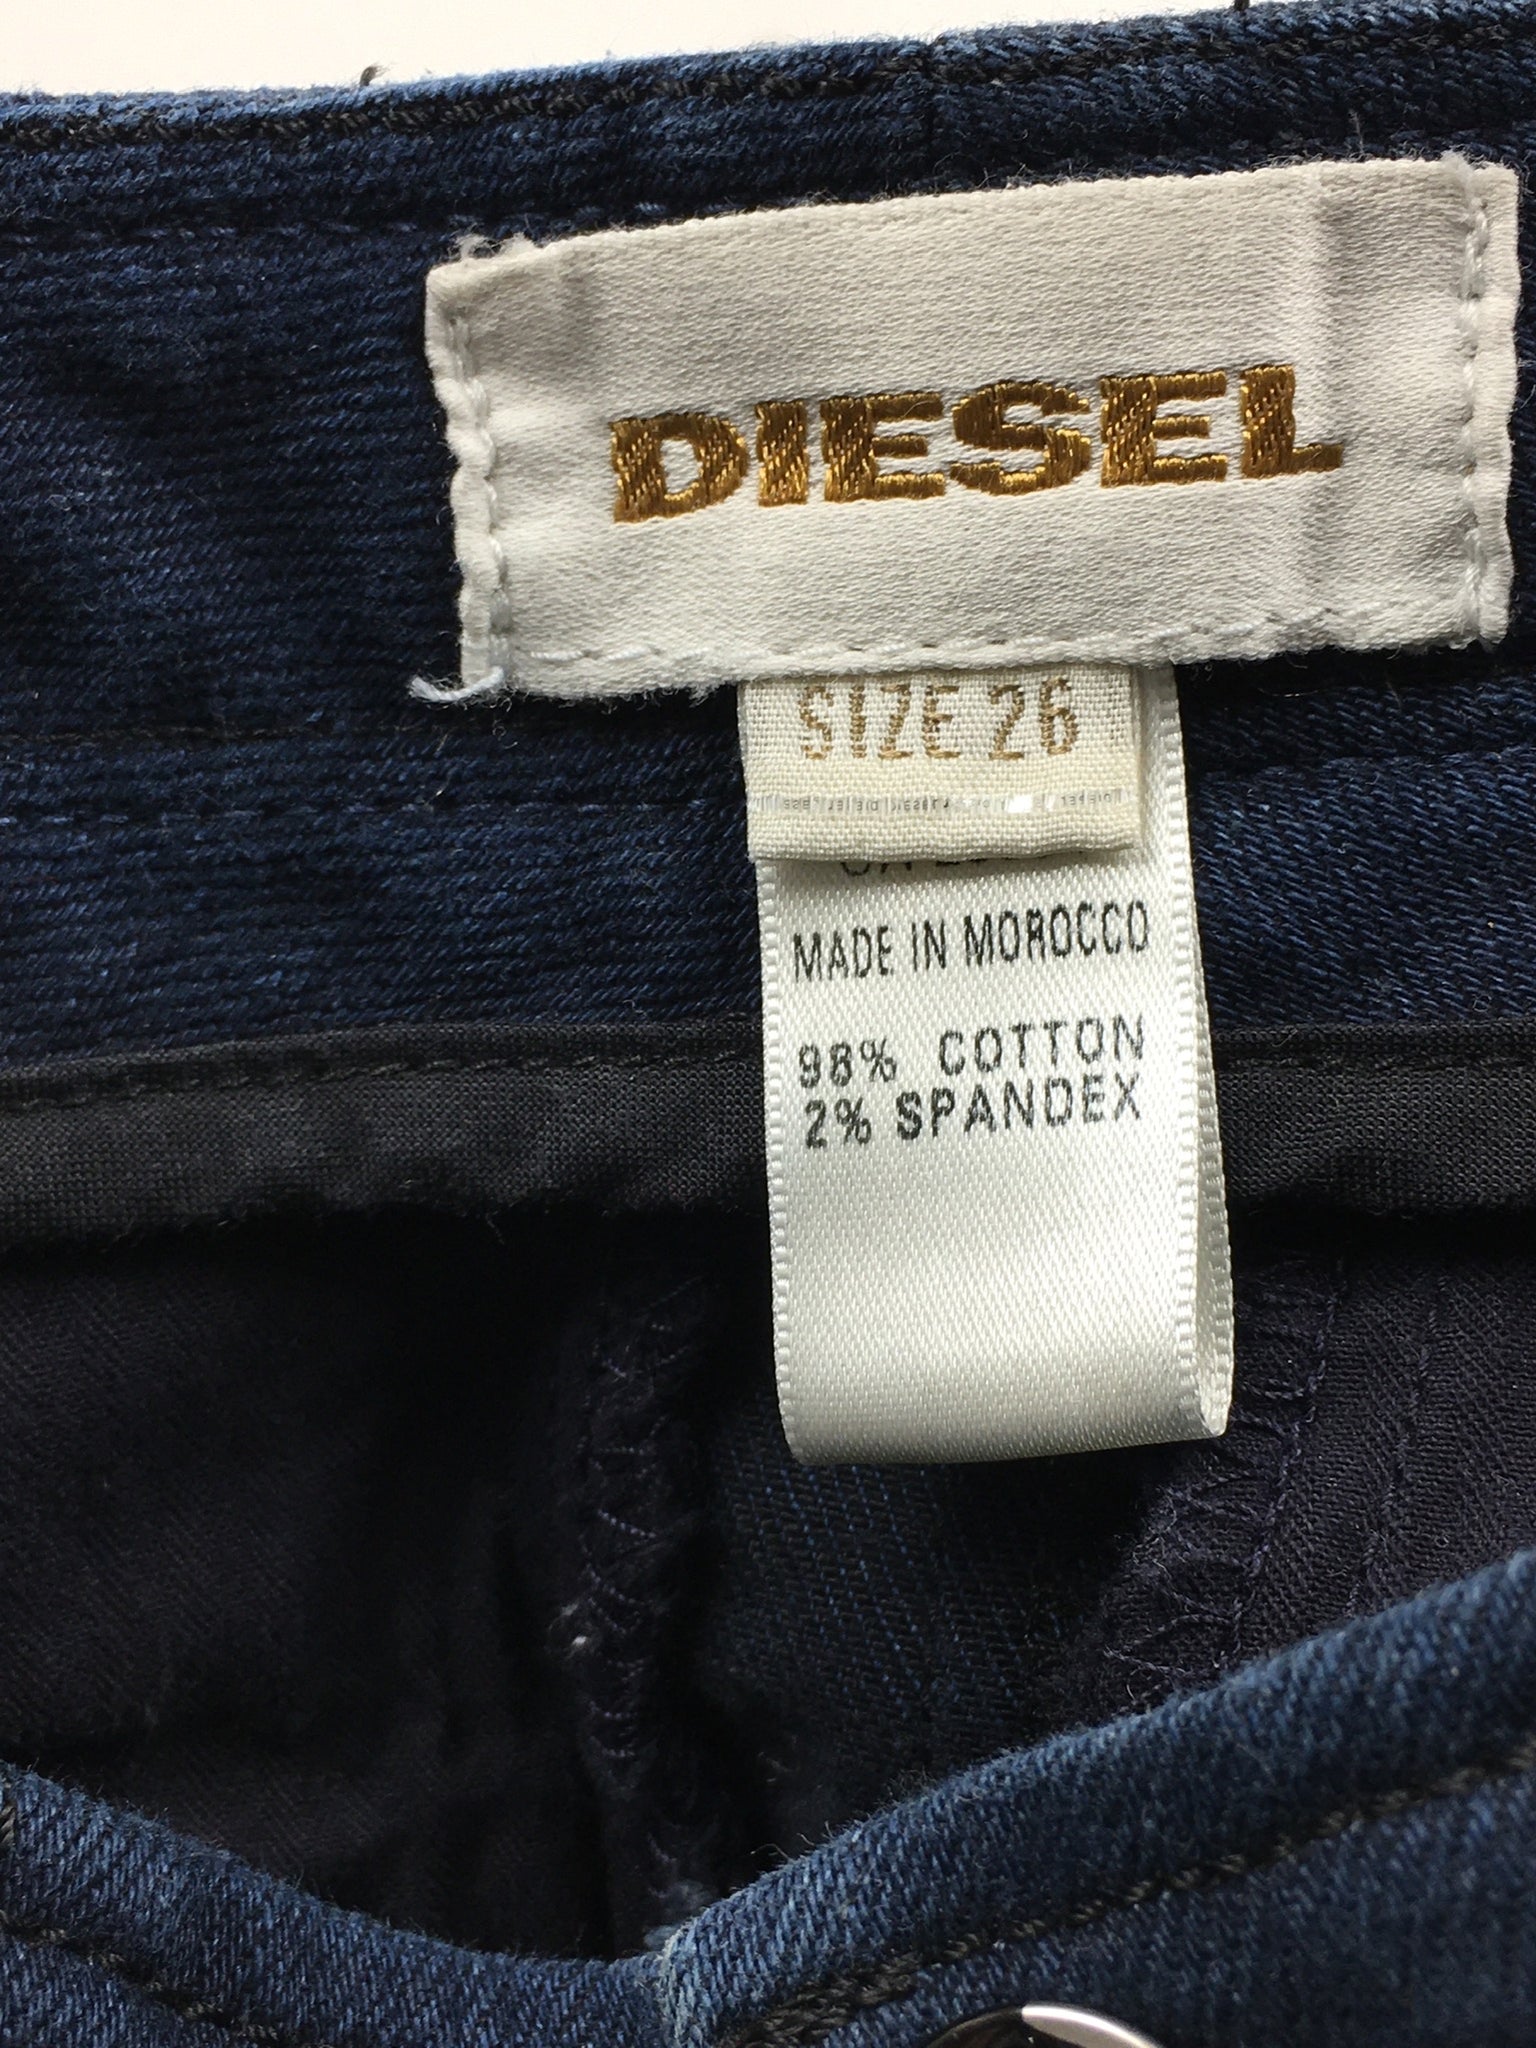 DIESEL
SIZE 26
MADE IN MOROCCO
98% COTTON
2% SPANDEX